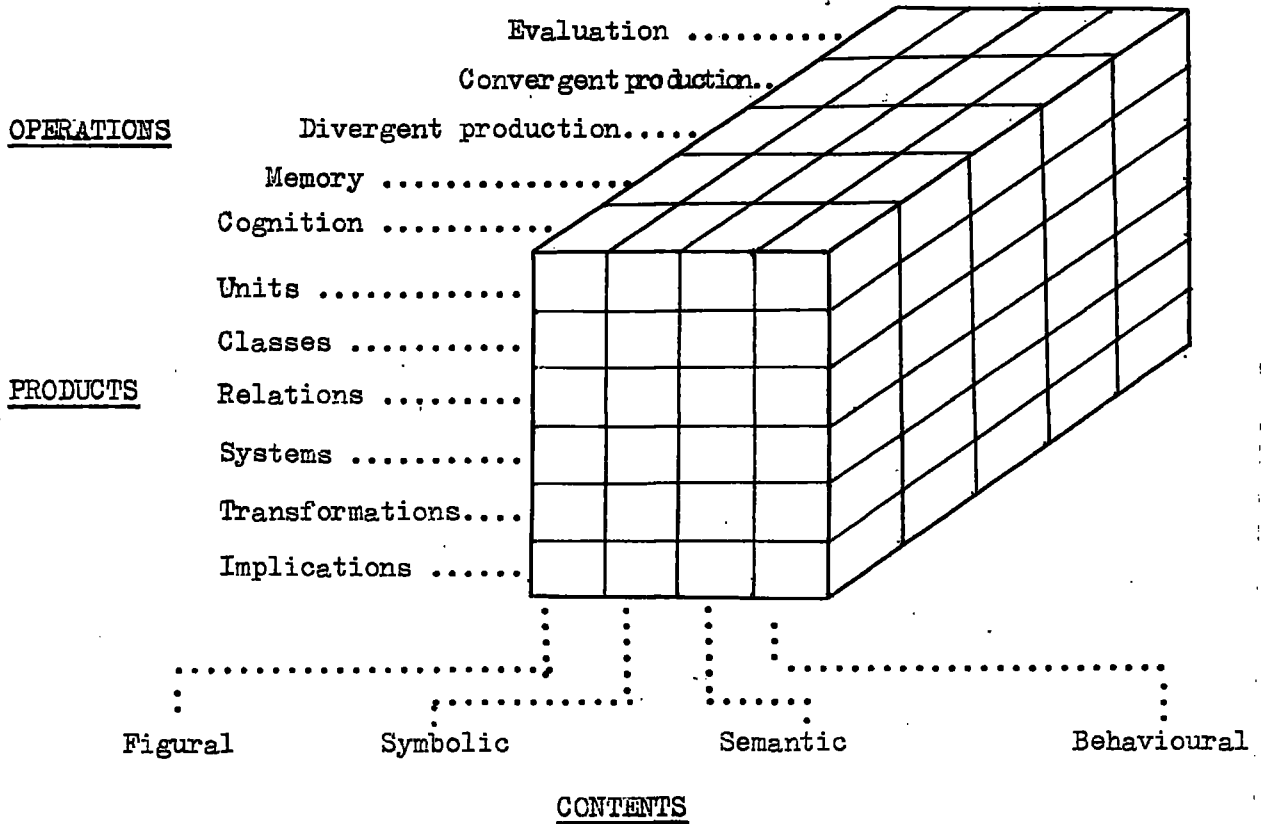 Evaluation ..........
Convergent production..
OPERATIONS
Divergent production.....
Memory ................
Cognition ...........
Units .............
Classes ...........
PRODUCTS
Relations .........
Systems ...........
Transformations....
Implications ......
Figural Symbolic Semantic Behavioural
CONTENTS